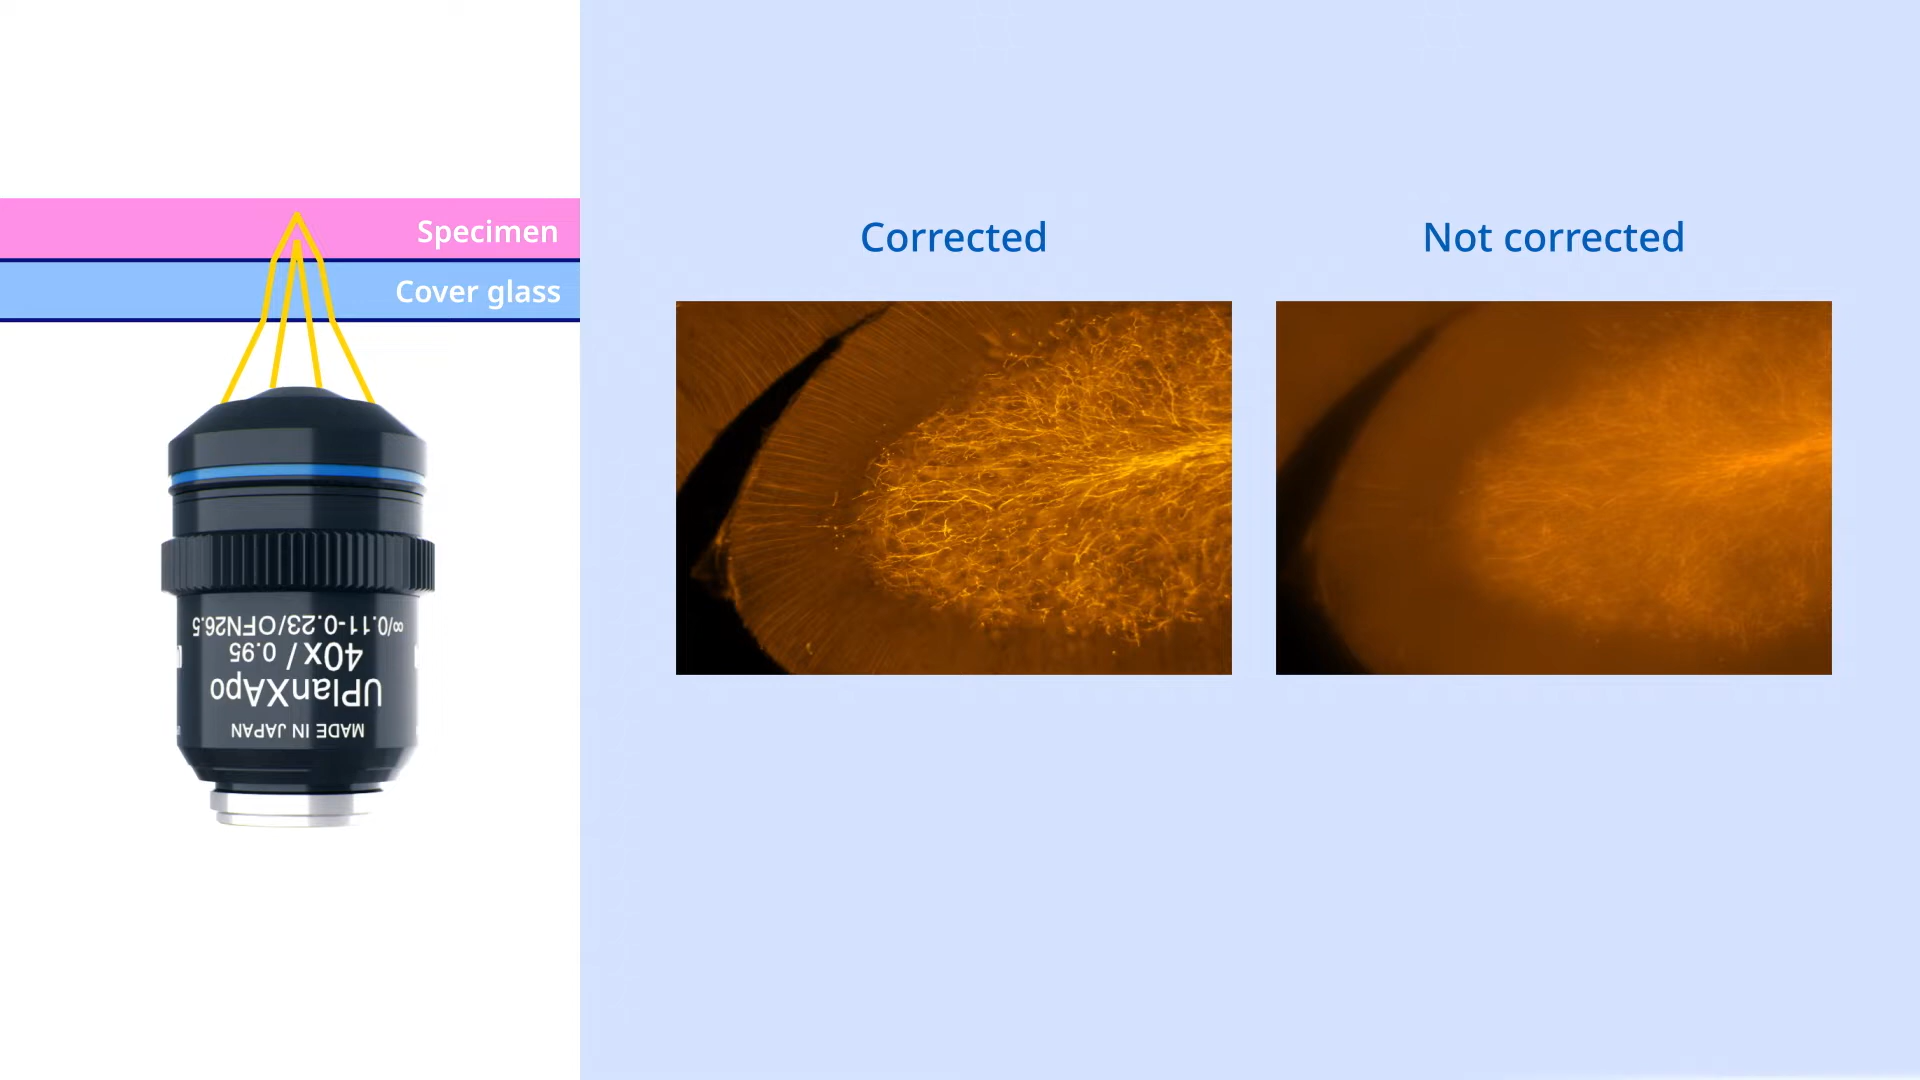 Specimen
Cover glass
Corrected
Not corrected
∞/0.11-0.23/OFN26.5
40x / 0.95
UPlanXApo
MADE IN JAPAN